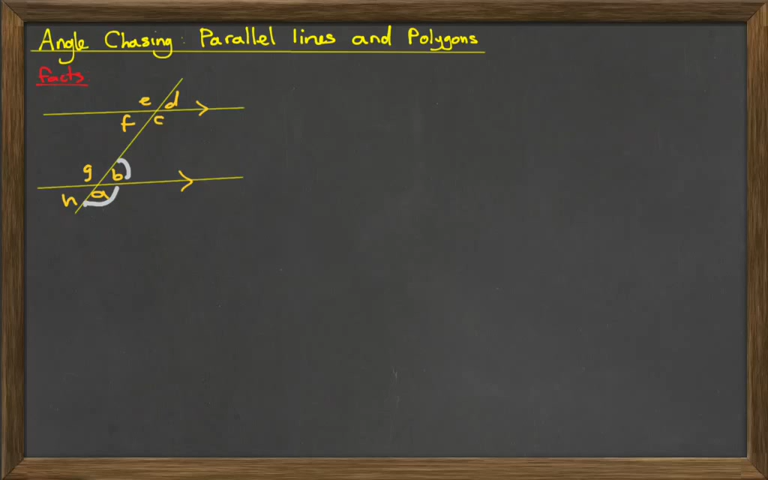 Angle Chasing: Parallel lines and Polygons
Facts
e d
f c
g b
h a